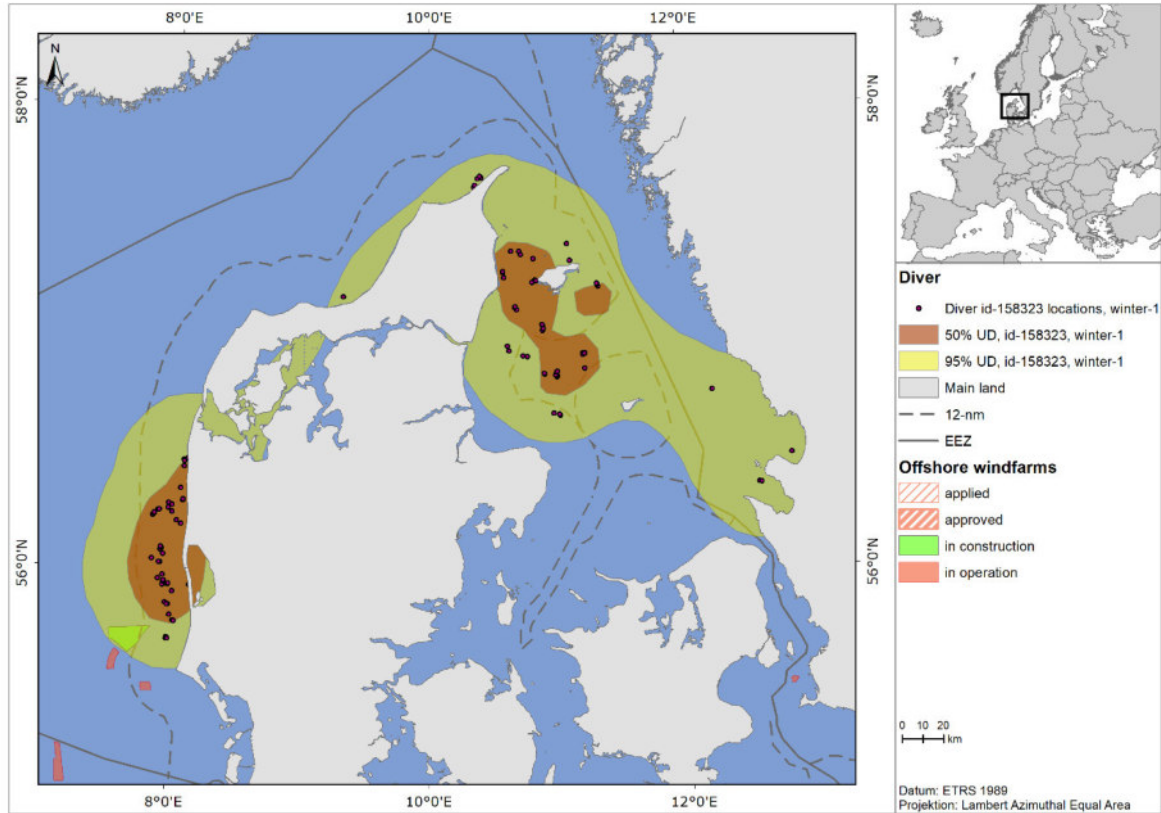 8°0'E 10°0'E 12°0'E
N
58°0'N 58°0'N
56°0'N 56°0'N
8°0'E 10°0'E 12°0'E
Diver
Diver id-158323 locations, winter-1
50% UD, id-158323, winter-1
95% UD, id-158323, winter-1
Main land
12-nm
EEZ
Offshore windfarms
applied
approved
in construction
in operation
0 10 20
km
Datum: ETRS 1989
Projektion: Lambert Azimuthal Equal Area